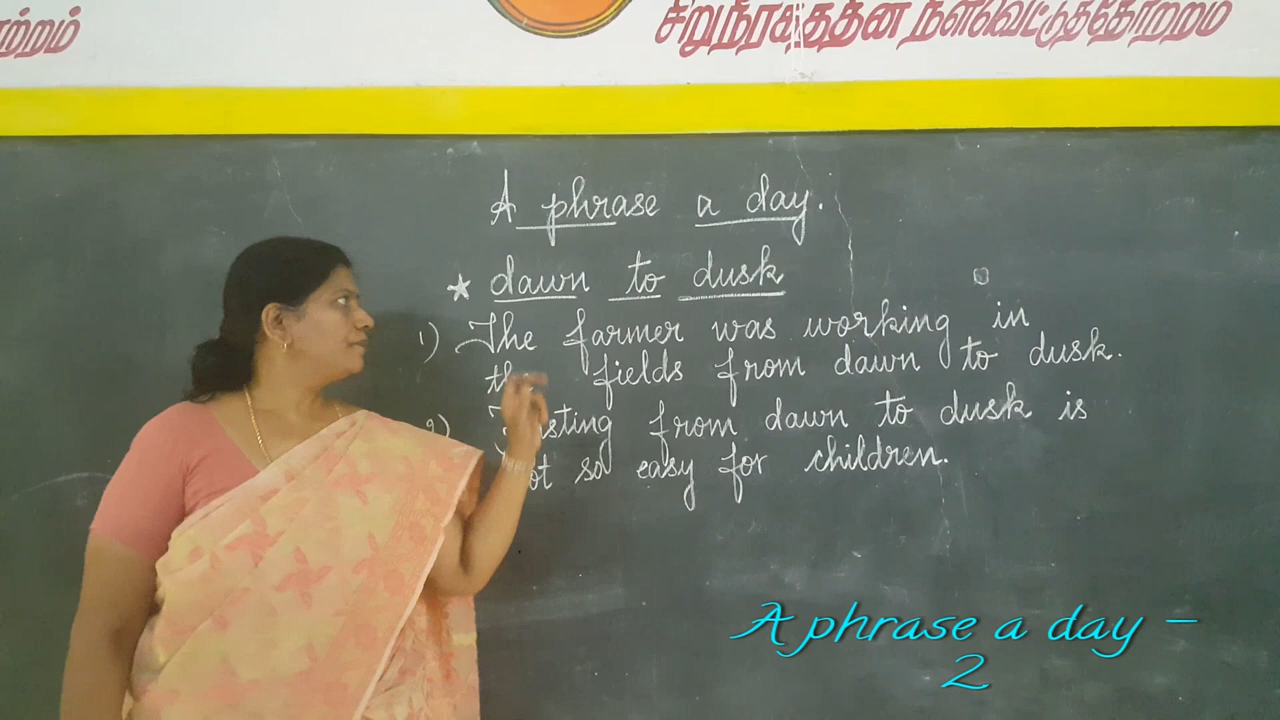 சிறுநீரகத்தின் நீள்வெட்டுத்தோற்றம்
A phrase a day.
* dawn to dusk
1) The farmer was working in
the fields from dawn to dusk.
2) Fasting from dawn to dusk is
not so easy for children.
A phrase a day –
2